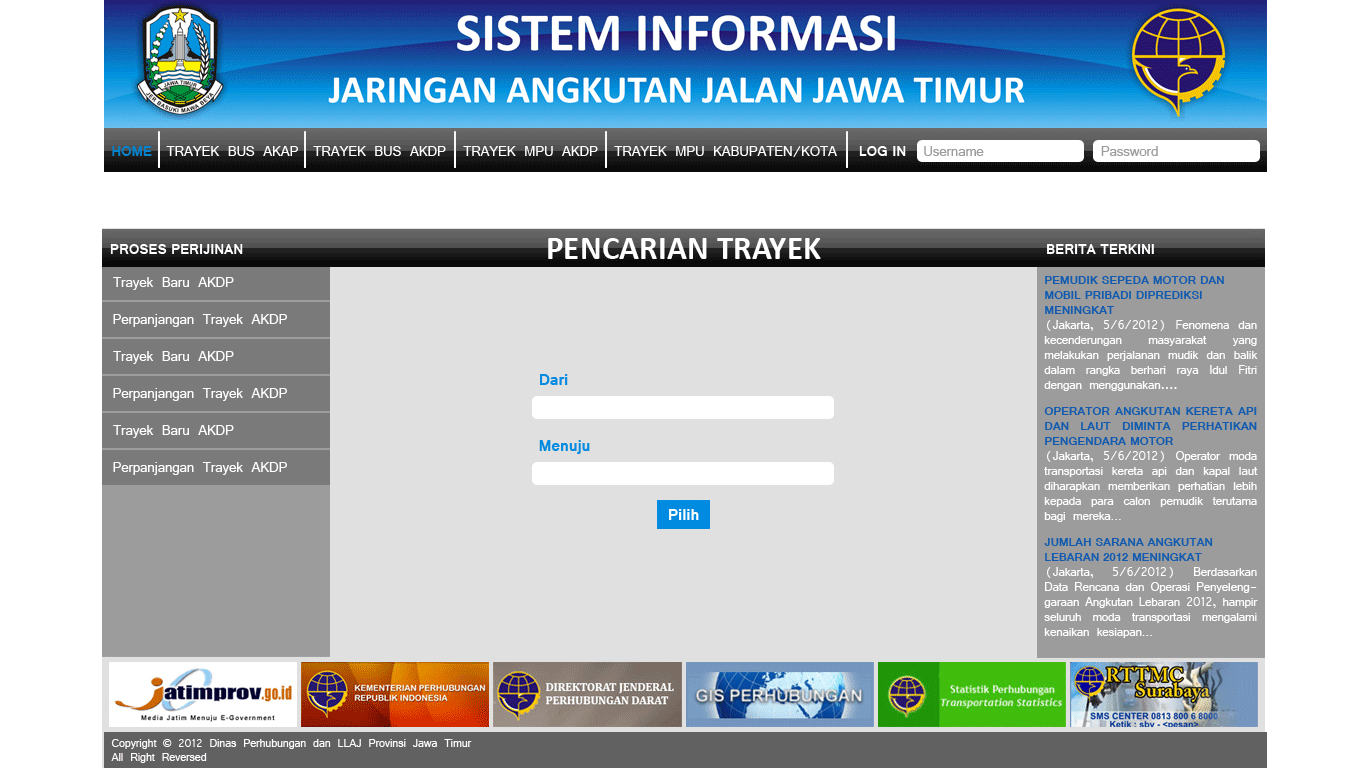 SISTEM INFORMASI
JARINGAN ANGKUTAN JALAN JAWA TIMUR
JAWA TIMUR
JER BASUKI MAWA BEYA
HOME TRAYEK BUS AKAP TRAYEK BUS AKDP TRAYEK MPU AKDP TRAYEK MPU KABUPATEN/KOTA LOG IN Username Password
PROSES PERIJINAN
Trayek Baru AKDP
Perpanjangan Trayek AKDP
Trayek Baru AKDP
Perpanjangan Trayek AKDP
Trayek Baru AKDP
Perpanjangan Trayek AKDP
PENCARIAN TRAYEK
Dari
Menuju
Pilih
BERITA TERKINI
PEMUDIK SEPEDA MOTOR DAN
MOBIL PRIBADI DIPREDIKSI
MENINGKAT
(Jakarta, 5/6/2012) Fenomena dan
kecenderungan masyarakat yang
melakukan perjalanan mudik dan balik
dalam rangka berhari raya Idul Fitri
dengan menggunakan....
OPERATOR ANGKUTAN KERETA API
DAN LAUT DIMINTA PERHATIKAN
PENGENDARA MOTOR
(Jakarta, 5/6/2012) Operator moda
transportasi kereta api dan kapal laut
diharapkan memberikan perhatian lebih
kepada para calon pemudik terutama
bagi mereka...
JUMLAH SARANA ANGKUTAN
LEBARAN 2012 MENINGKAT
(Jakarta, 5/6/2012) Berdasarkan
Data Rencana dan Operasi Penyeleng-
garaan Angkutan Lebaran 2012, hampir
seluruh moda transportasi mengalami
kenaikan kesiapan...
jatimprov.go.id
Media Jatim Menuju E-Government
KEMENTERIAN PERHUBUNGAN
REPUBLIK INDONESIA
DIREKTORAT JENDERAL
PERHUBUNGAN DARAT
GIS PERHUBUNGAN
Statistik Perhubungan
Transportation Statistics
RTTMC
Surabaya
SMS CENTER 0813 800 6 8000
Ketik : sby - <pesan>
Copyright © 2012 Dinas Perhubungan dan LLAJ Provinsi Jawa Timur
All Right Reversed